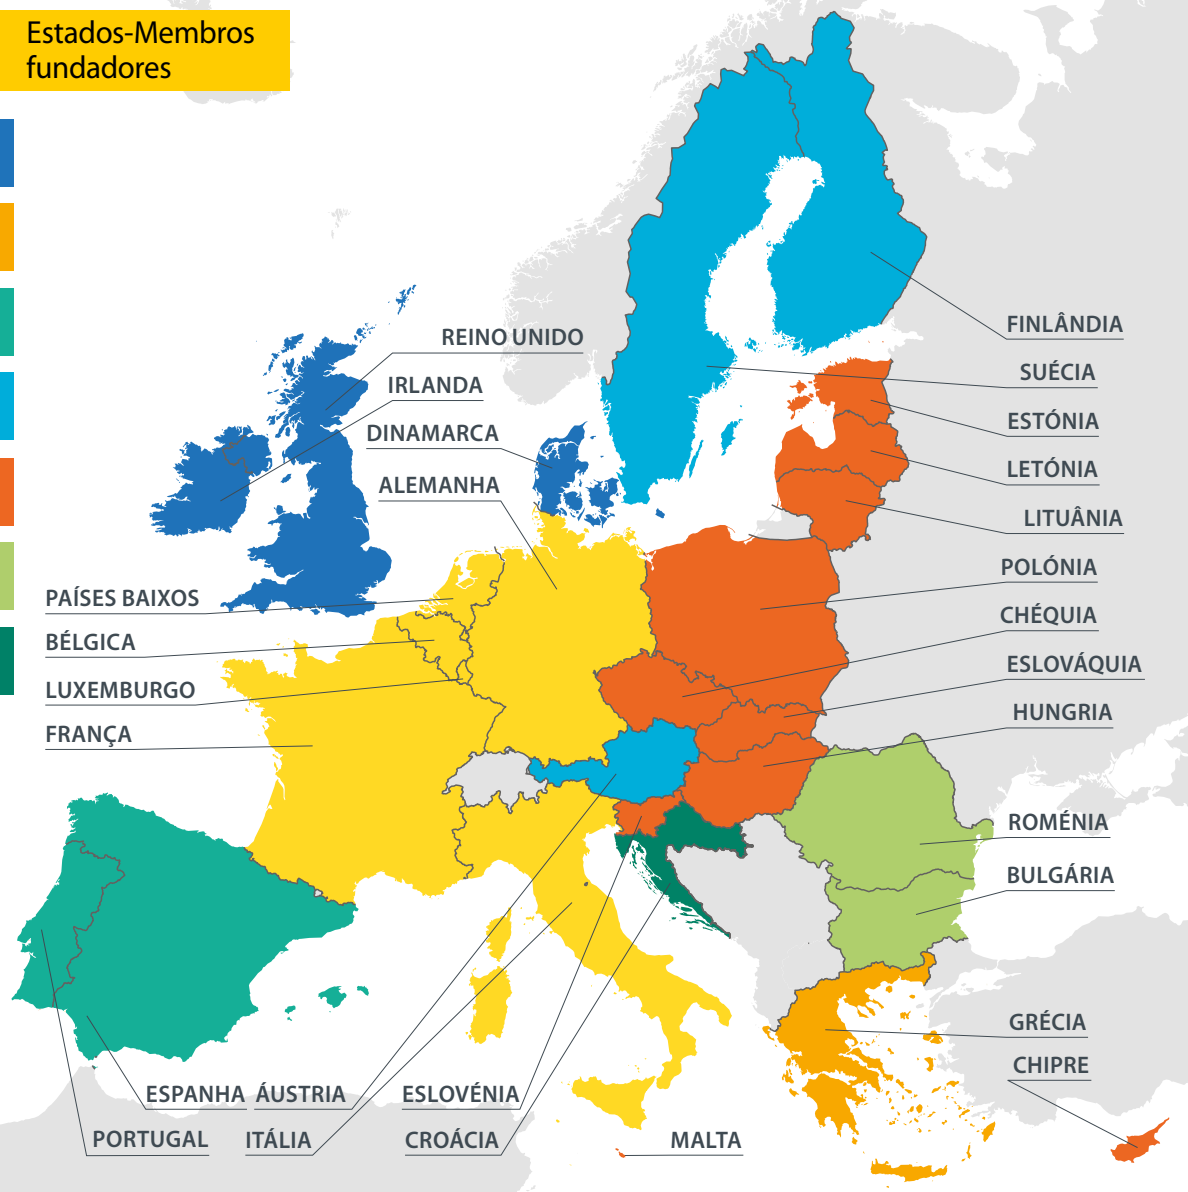 Estados-Membros
fundadores
FINLÂNDIA
REINO UNIDO
SUÉCIA
IRLANDA
ESTÓNIA
DINAMARCA
LETÓNIA
ALEMANHA
LITUÂNIA
POLÓNIA
PAÍSES BAIXOS
CHÉQUIA
BÉLGICA
ESLOVÁQUIA
LUXEMBURGO
HUNGRIA
FRANÇA
ROMÉNIA
BULGÁRIA
GRÉCIA
CHIPRE
ESPANHA
ÁUSTRIA
ESLOVÉNIA
PORTUGAL
ITÁLIA
CROÁCIA
MALTA